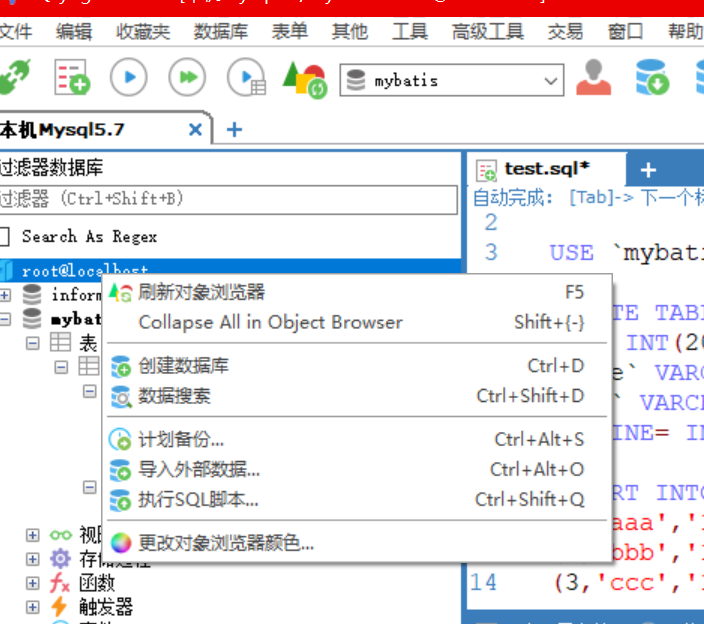 文件 编辑 收藏夹 数据库 表单 其他 工具 高级工具 交易 窗口 帮助
mybatis
本机Mysql5.7
过滤器数据库
过滤器 (Ctrl+Shift+B)
Search As Regex
root@localhost
inform
mybat
表
视图
存储过程
函数
触发器
刷新对象浏览器 F5
Collapse All in Object Browser Shift+{-}
创建数据库 Ctrl+D
数据搜索 Ctrl+Shift+D
计划备份... Ctrl+Alt+S
导入外部数据... Ctrl+Alt+O
执行SQL脚本... Ctrl+Shift+Q
更改对象浏览器颜色...
test.sql*
自动完成: [Tab]-> 下一个标
2
3 USE `mybati
TE TABL
INT(20
e` VARC
` VARCH
INE= IN
RT INTO
aaa','1
bbb','1
14 (3,'ccc','1